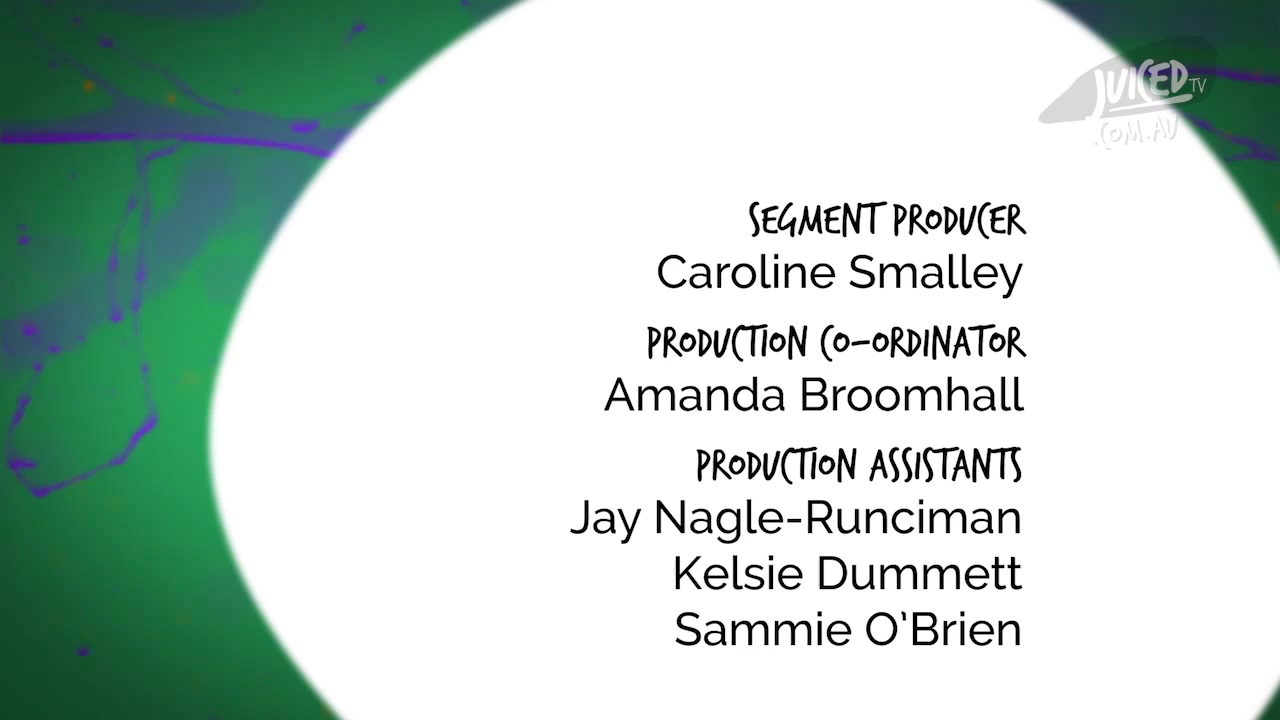 JUICED TV
.COM.AU
SEGMENT PRODUCER
Caroline Smalley
PRODUCTION CO-ORDINATOR
Amanda Broomhall
PRODUCTION ASSISTANTS
Jay Nagle-Runciman
Kelsie Dummett
Sammie O'Brien